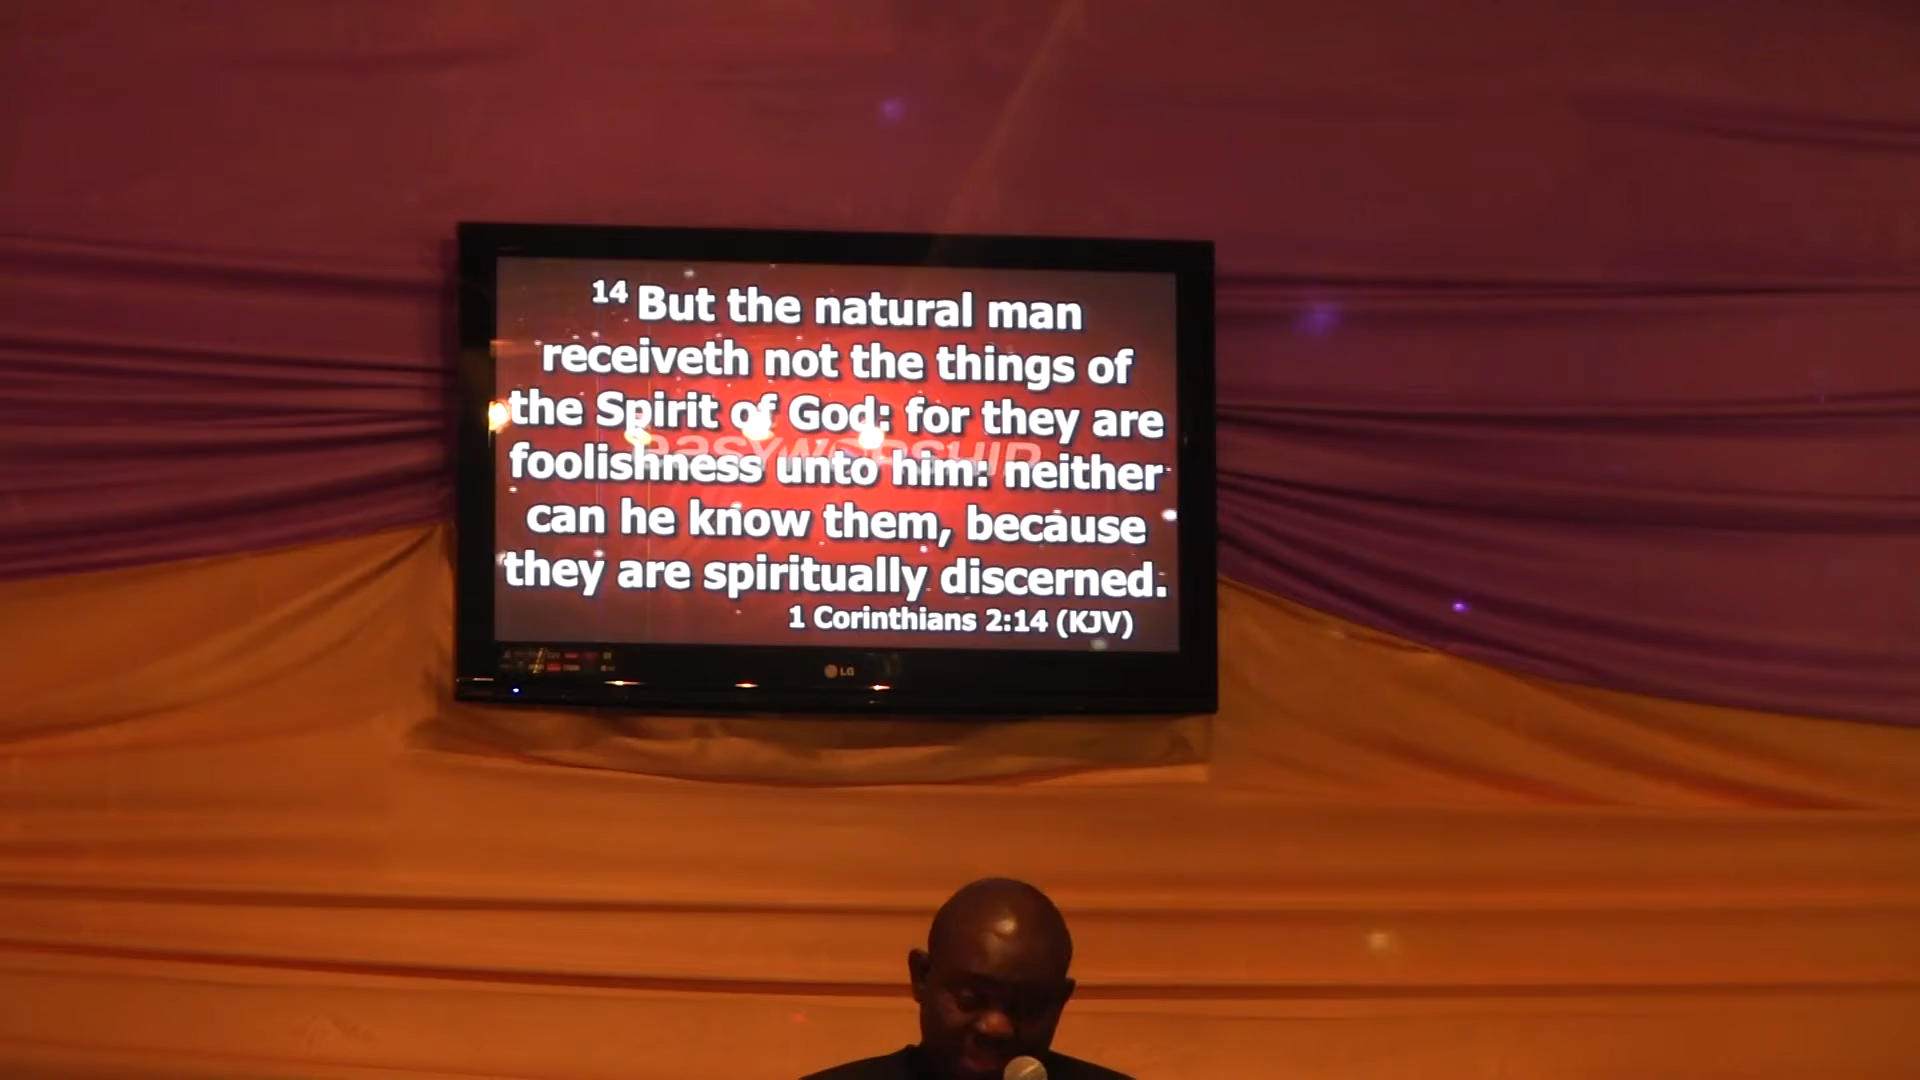 14 But the natural man
receiveth not the things of
the Spirit of God: for they are
easyworship
foolishness unto him: neither
can he know them, because
they are spiritually discerned.
1 Corinthians 2:14 (KJV)
LG